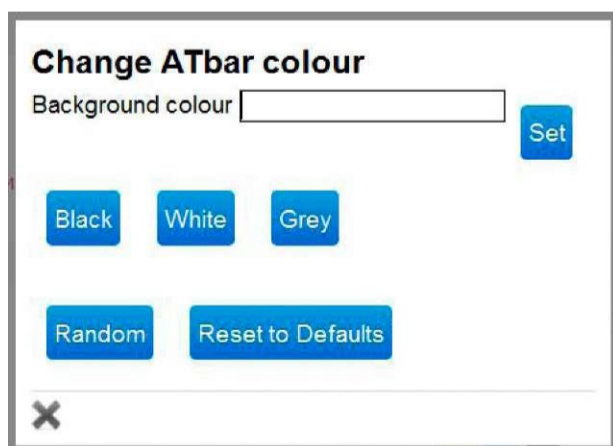 Change ATbar colour
Background colour
Set
Black White Grey
Random Reset to Defaults